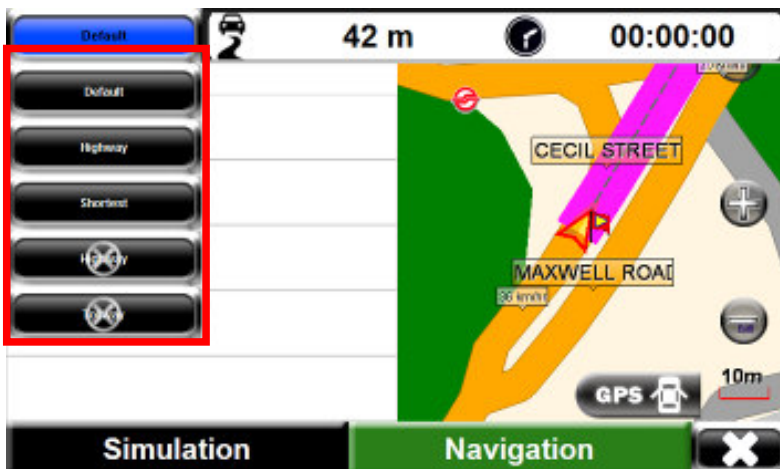 Default
42 m
00:00:00
Default
Highway
Shortest
CECIL STREET
MAXWELL ROAD
GPS
10m
Simulation
Navigation